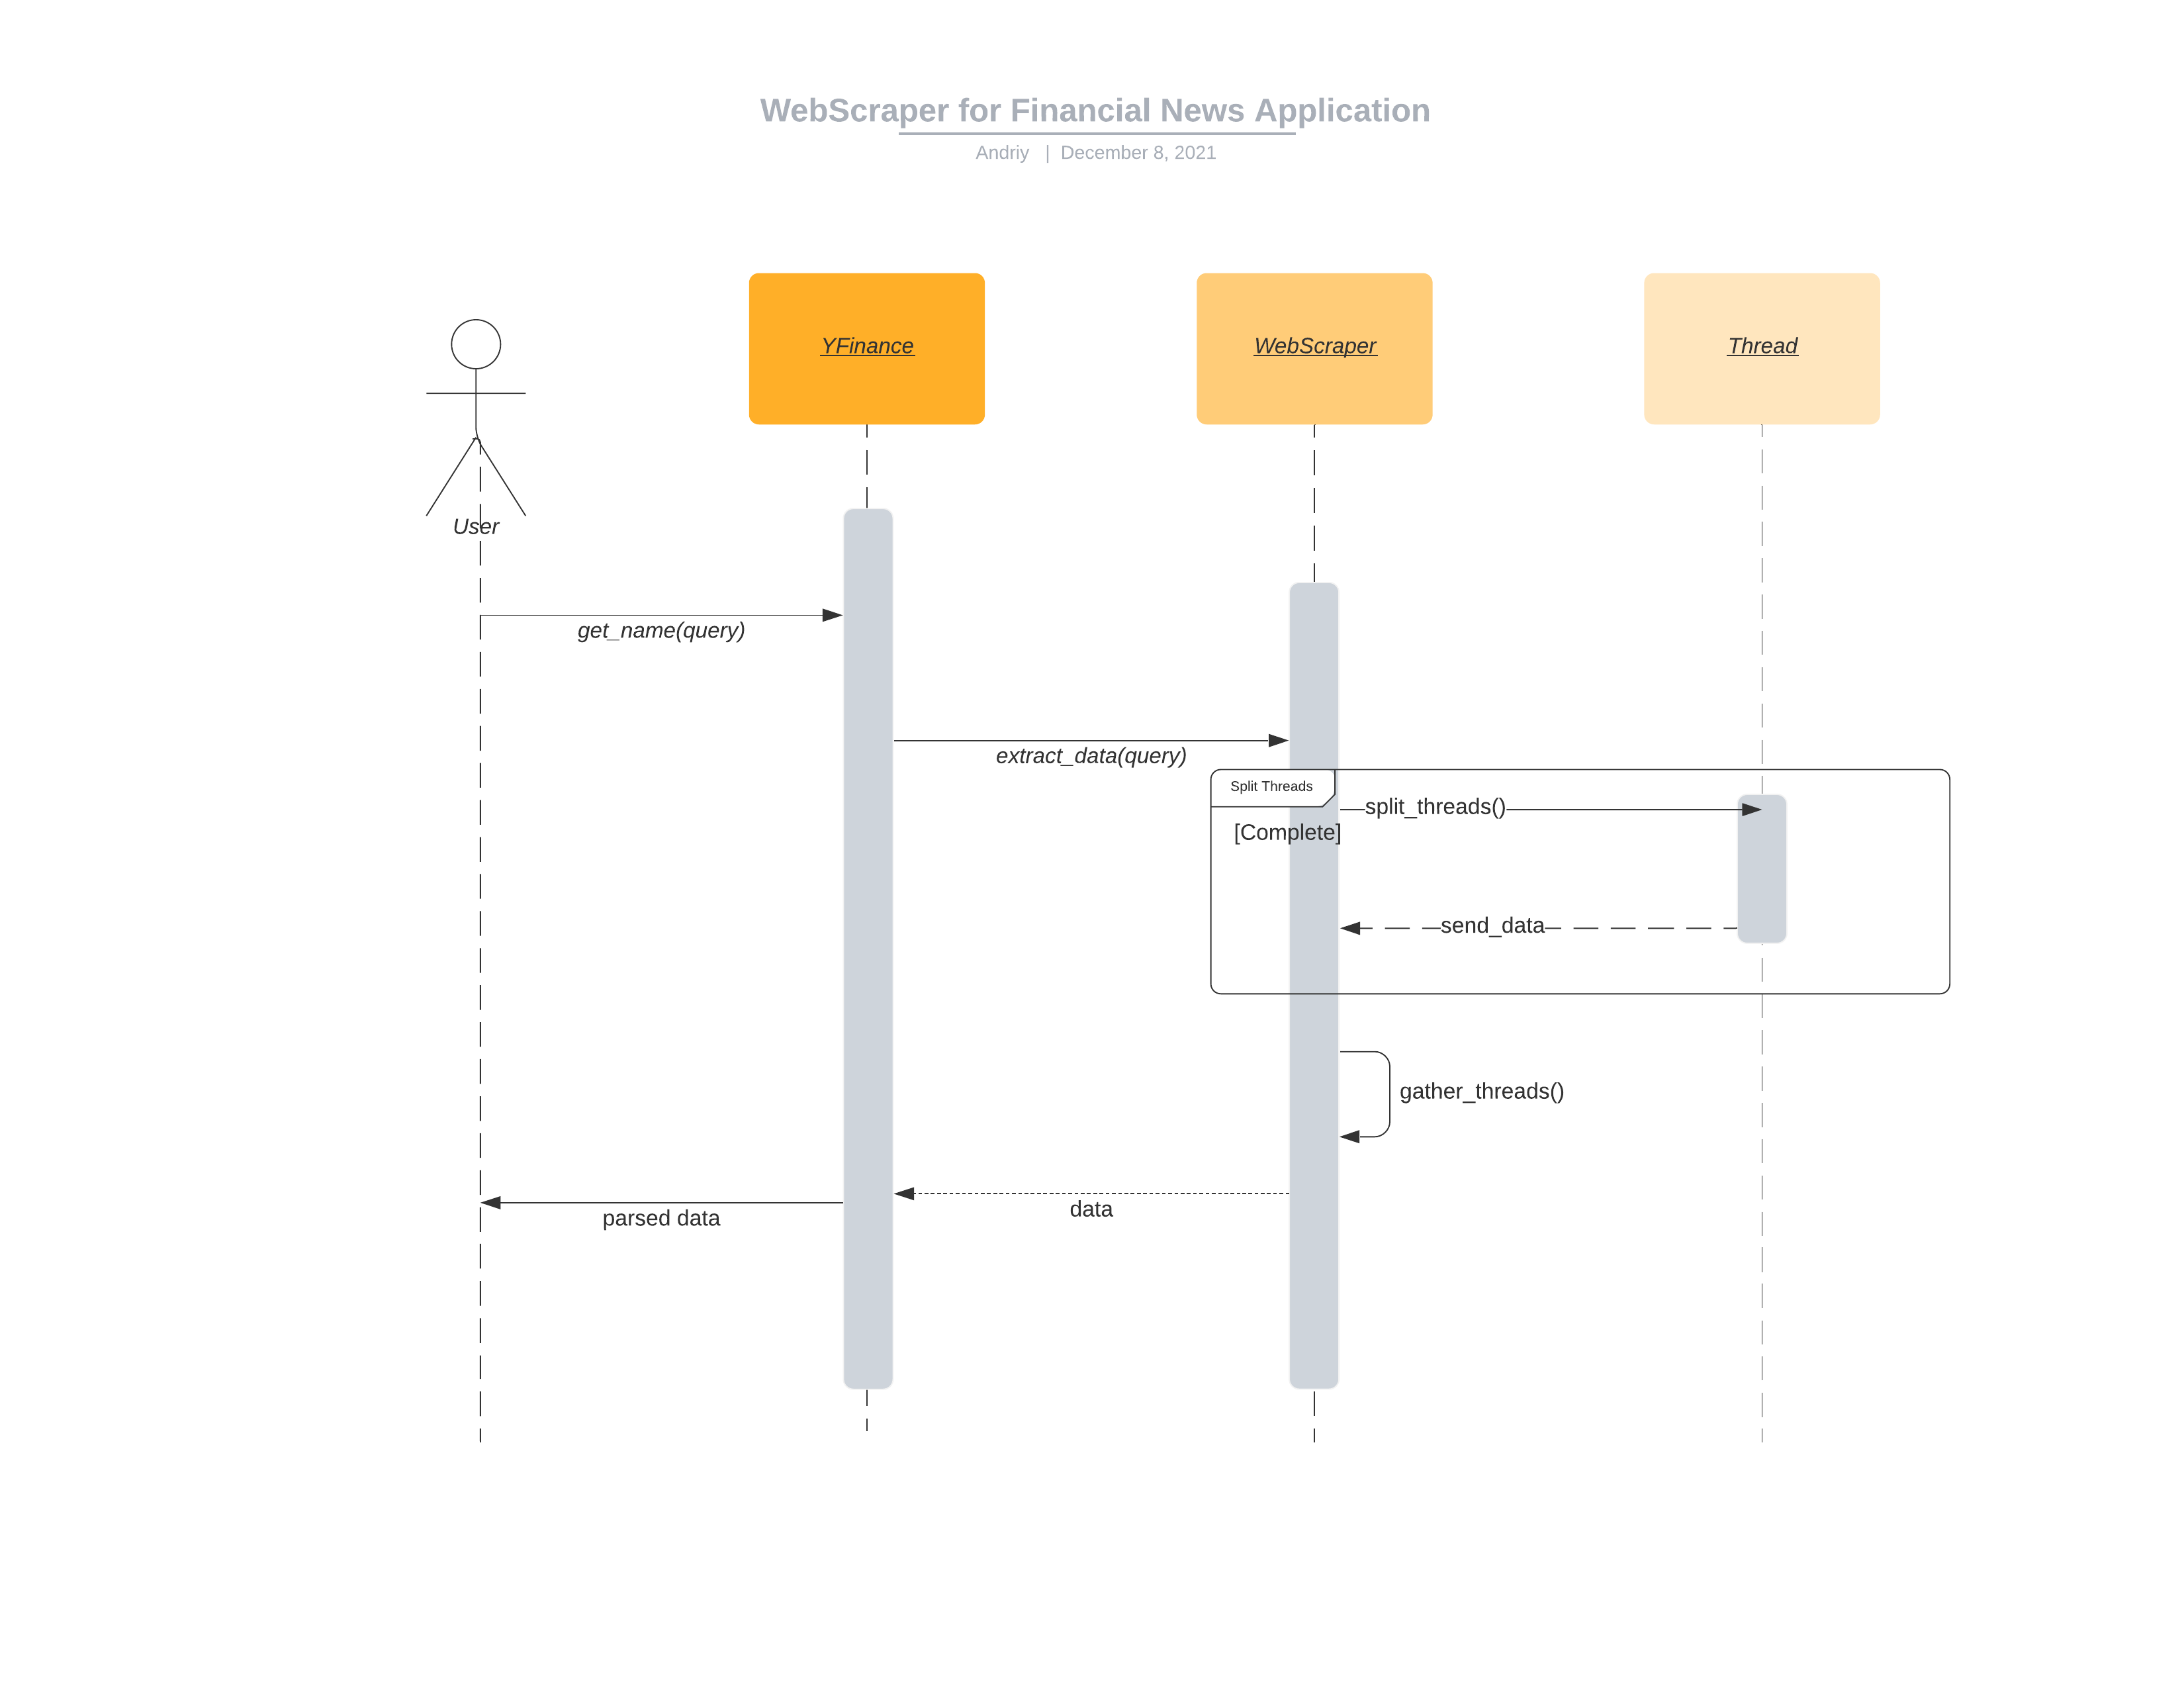 WebScraper for Financial News Application
Andriy | December 8, 2021
YFinance
WebScraper
Thread
User
get_name(query)
extract_data(query)
Split Threads
split_threads()
[Complete]
send_data
gather_threads()
data
parsed data